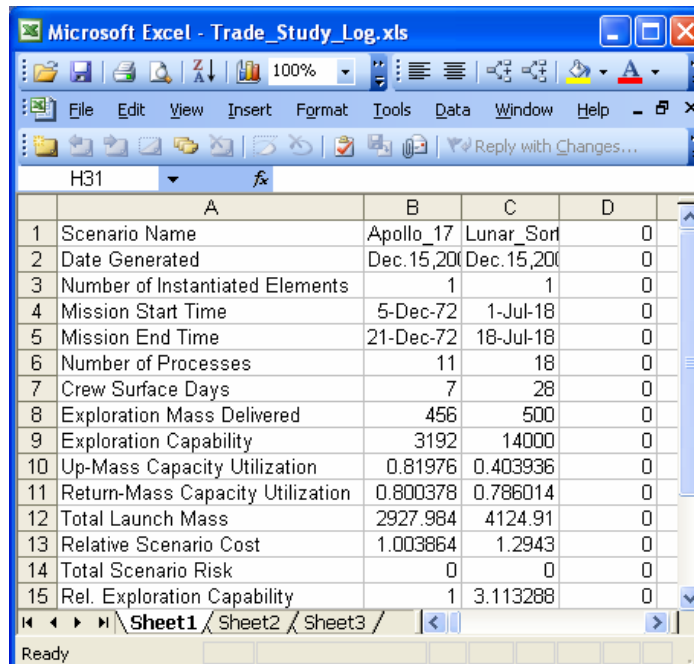 Microsoft Excel - Trade_Study_Log.xls
100%
File Edit View Insert Format Tools Data Window Help
Reply with Changes...
H31 fx
A B C D
1 Scenario Name Apollo_17 Lunar_Sort 0
2 Date Generated Dec.15,200 Dec.15,200 0
3 Number of Instantiated Elements 1 1 0
4 Mission Start Time 5-Dec-72 1-Jul-18 0
5 Mission End Time 21-Dec-72 18-Jul-18 0
6 Number of Processes 11 18 0
7 Crew Surface Days 7 28 0
8 Exploration Mass Delivered 456 500 0
9 Exploration Capability 3192 14000 0
10 Up-Mass Capacity Utilization 0.81976 0.403936 0
11 Return-Mass Capacity Utilization 0.800378 0.786014 0
12 Total Launch Mass 2927.984 4124.91 0
13 Relative Scenario Cost 1.003864 1.2943 0
14 Total Scenario Risk 0 0 0
15 Rel. Exploration Capability 1 3.113288 0
Sheet1 Sheet2 Sheet3
Ready